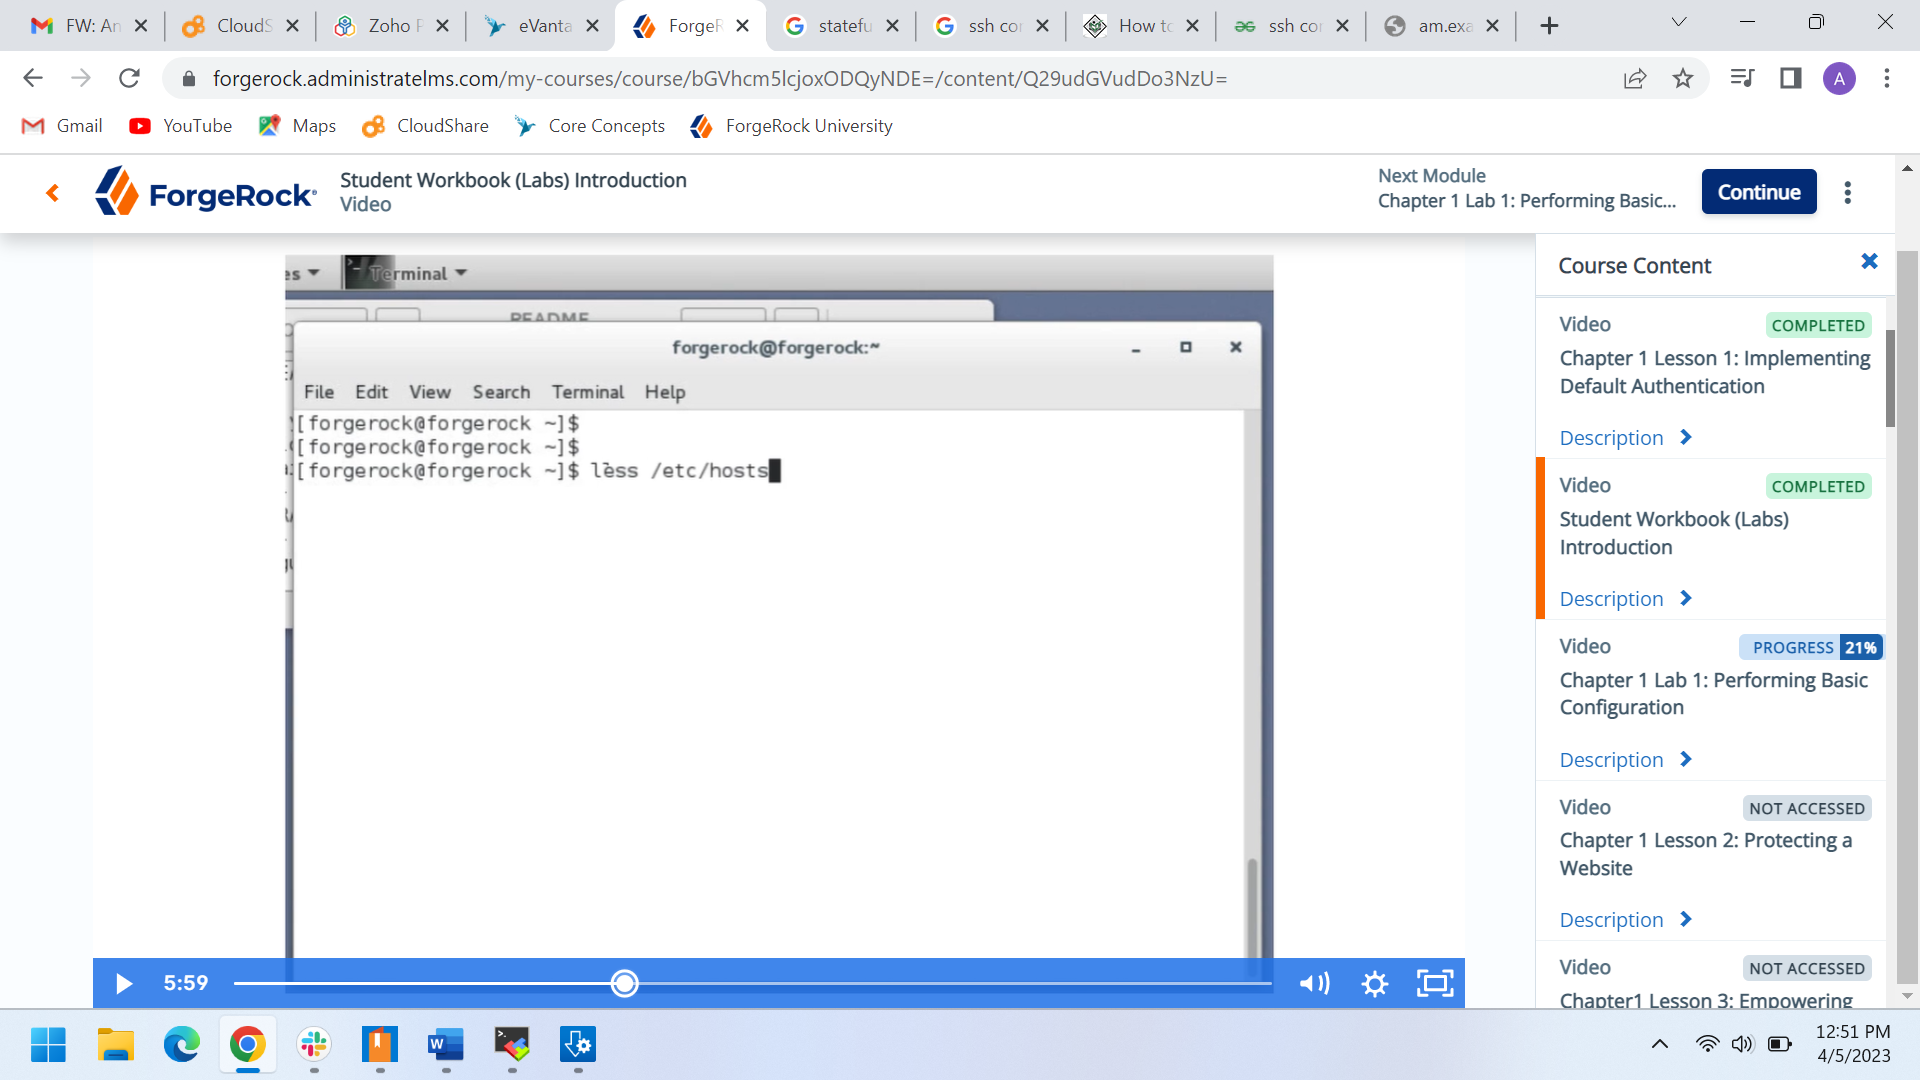 FW: An
CloudS
Zoho F
eVanta
ForgeR
statefu
ssh cor
How to
ssh cor
am.exa
forgerock.administratelms.com/my-courses/course/bGVhcm5lcjoxODQyNDE=/content/Q29udGVudDo3NzU=
A
Gmail
YouTube
Maps
CloudShare
Core Concepts
ForgeRock University
ForgeRock
Student Workbook (Labs) Introduction
Video
Next Module
Chapter 1 Lab 1: Performing Basic...
Continue
es
Terminal
README
forgerock@forgerock:~
File Edit View Search Terminal Help
[forgerock@forgerock ~]$
[forgerock@forgerock ~]$
[forgerock@forgerock ~]$ less /etc/hosts
5:59
Course Content
Video
COMPLETED
Chapter 1 Lesson 1: Implementing
Default Authentication
Description
Video
COMPLETED
Student Workbook (Labs)
Introduction
Description
Video
PROGRESS 21%
Chapter 1 Lab 1: Performing Basic
Configuration
Description
Video
NOT ACCESSED
Chapter 1 Lesson 2: Protecting a
Website
Description
Video
NOT ACCESSED
Chapter1 Lesson 3: Empowering
12:51 PM
4/5/2023